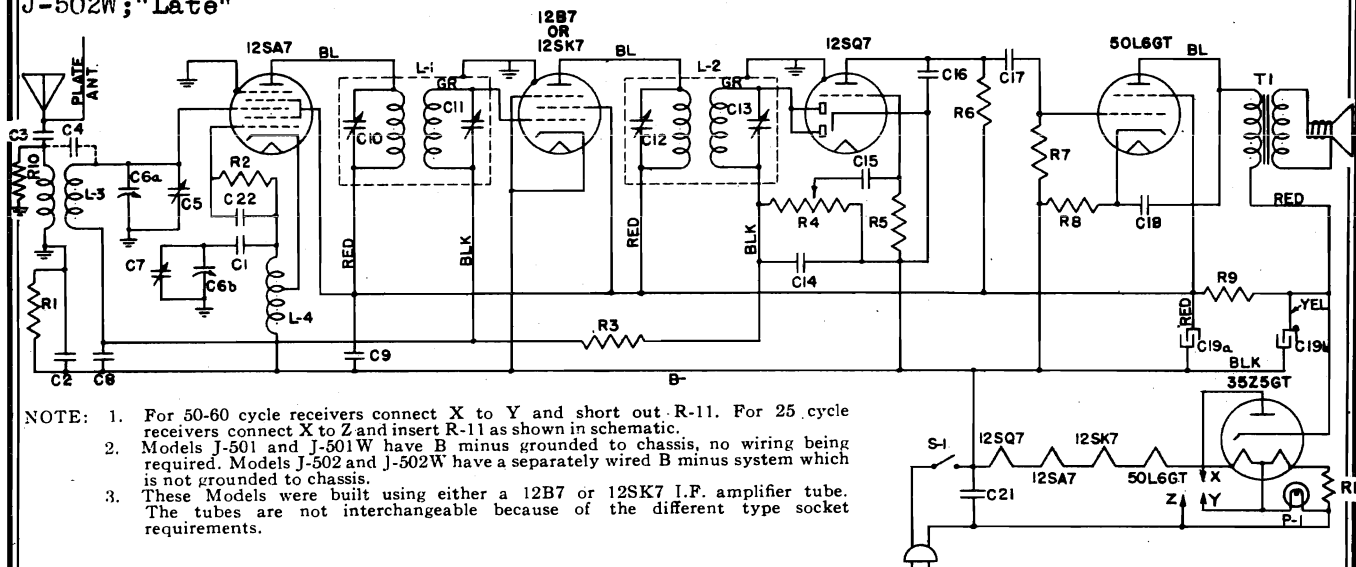 J-502W; "Late"
12SA7
12B7
OR
12SK7
12SQ7
50L6GT
BL
BL
BL
PLATE
ANT.
L-1
L-2
GR
GR
C16
C17
T1
C3
C4
R10
C11
C10
C13
C12
R6
R7
L-3
C6a
C5
R2
C22
C15
R4
R5
R8
C18
RED
C7
C6b
C1
RED
BLK
RED
BLK
C14
R1
L-4
R9
RED
YEL
R3
C2
C8
C9
C19a
C19b
B-
BLK
35Z5GT
NOTE: 1. For 50-60 cycle receivers connect X to Y and short out R-11. For 25 cycle
receivers connect X to Z and insert R-11 as shown in schematic.
2. Models J-501 and J-501W have B minus grounded to chassis, no wiring being
required. Models J-502 and J-502W have a separately wired B minus system which
is not grounded to chassis.
3. These Models were built using either a 12B7 or 12SK7 I.F. amplifier tube.
The tubes are not interchangeable because of the different type socket
requirements.
S-1
12SQ7
12SK7
12SA7
50L6GT
C21
X
Z
Y
P-1